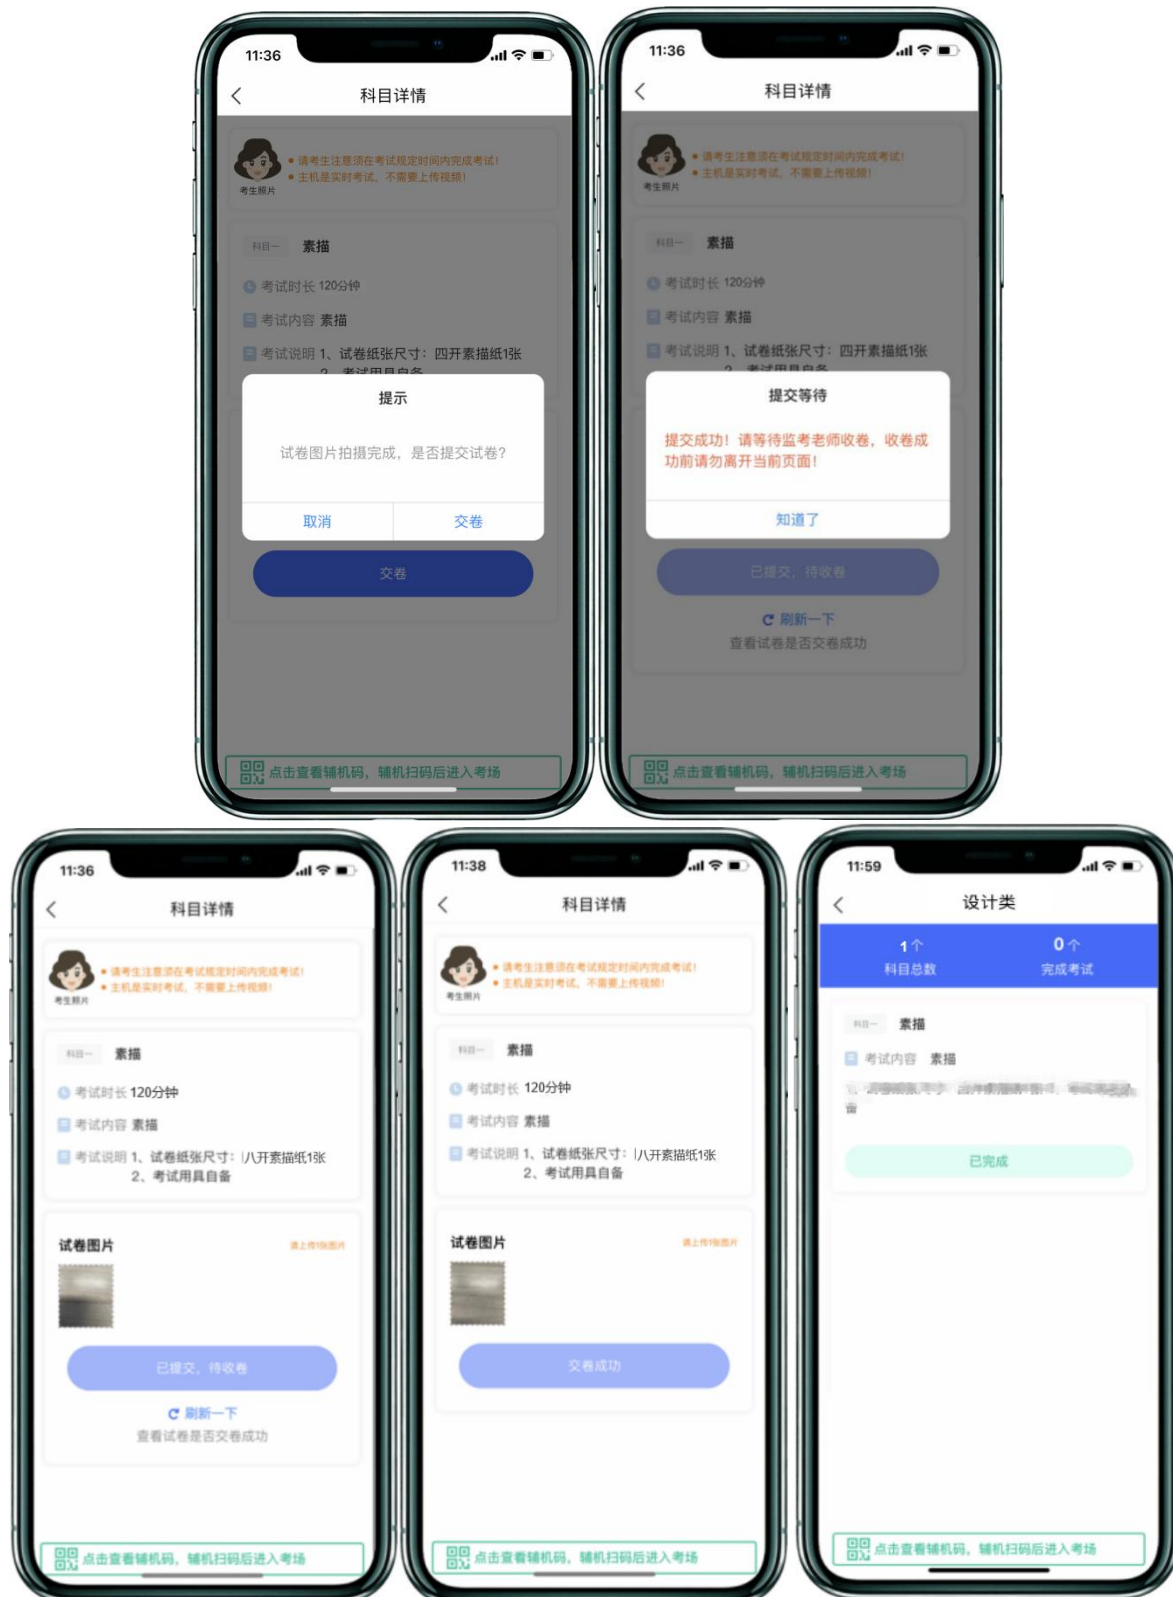 11:36
科目详情
考生照片
• 请考生注意须在考试规定时间内完成考试!
• 主机是实时考试，不需要上传视频!
科目一 素描
考试时长 120分钟
考试内容 素描
考试说明 1、试卷纸张尺寸：四开素描纸1张
2、考试用具自备
提示
试卷图片拍摄完成，是否提交试卷?
取消 交卷
交卷
点击查看辅机码，辅机扫码后进入考场
11:36
科目详情
考生照片
• 请考生注意须在考试规定时间内完成考试!
• 主机是实时考试，不需要上传视频!
科目一 素描
考试时长 120分钟
考试内容 素描
考试说明 1、试卷纸张尺寸：四开素描纸1张
2、考试用具自备
提交等待
提交成功！请等待监考老师收卷，收卷成
功前请勿离开当前页面！
知道了
已提交，待收卷
刷新一下
查看试卷是否交卷成功
点击查看辅机码，辅机扫码后进入考场
11:36
科目详情
考生照片
• 请考生注意须在考试规定时间内完成考试!
• 主机是实时考试，不需要上传视频!
科目一 素描
考试时长 120分钟
考试内容 素描
考试说明 1、试卷纸张尺寸：八开素描纸1张
2、考试用具自备
试卷图片 请上传1张图片
已提交，待收卷
刷新一下
查看试卷是否交卷成功
点击查看辅机码，辅机扫码后进入考场
11:38
科目详情
考生照片
• 请考生注意须在考试规定时间内完成考试!
• 主机是实时考试，不需要上传视频!
科目一 素描
考试时长 120分钟
考试内容 素描
考试说明 1、试卷纸张尺寸：八开素描纸1张
2、考试用具自备
试卷图片 请上传1张图片
交卷成功
点击查看辅机码，辅机扫码后进入考场
11:59
设计类
1个 0个
科目总数 完成考试
科目一 素描
考试内容 素描
备
已完成
点击查看辅机码，辅机扫码后进入考场